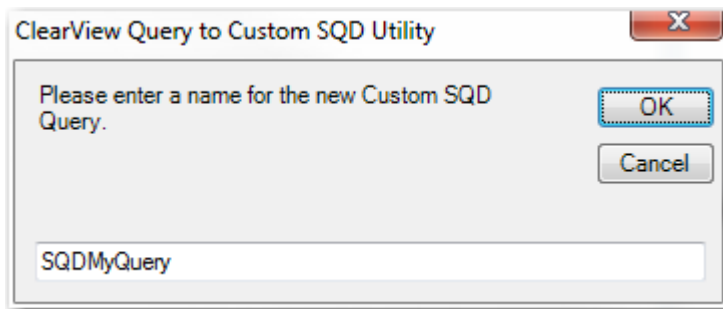 ClearView Query to Custom SQD Utility
Please enter a name for the new Custom SQD
Query.
OK
Cancel
SQDMyQuery